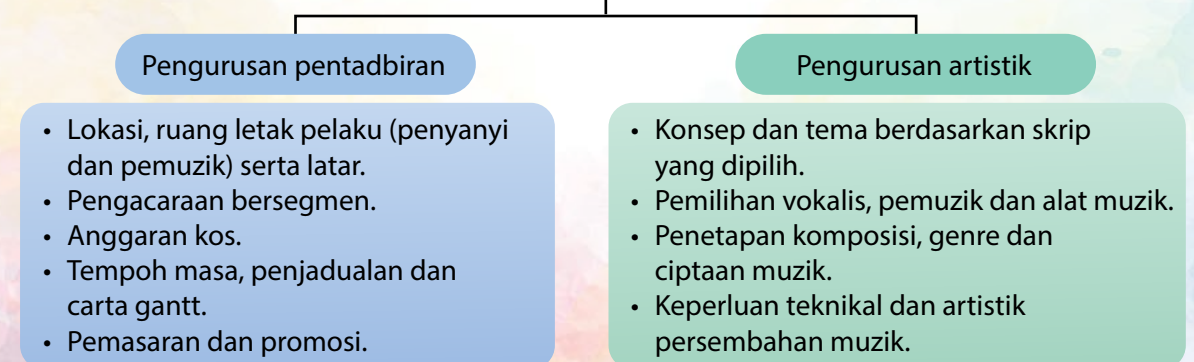 Pengurusan pentadbiran
• Lokasi, ruang letak pelaku (penyanyi
dan pemuzik) serta latar.
• Pengacaraan bersegmen.
• Anggaran kos.
• Tempoh masa, penjadualan dan
carta gantt.
• Pemasaran dan promosi.
Pengurusan artistik
• Konsep dan tema berdasarkan skrip
yang dipilih.
• Pemilihan vokalis, pemuzik dan alat muzik.
• Penetapan komposisi, genre dan
ciptaan muzik.
• Keperluan teknikal dan artistik
persembahan muzik.